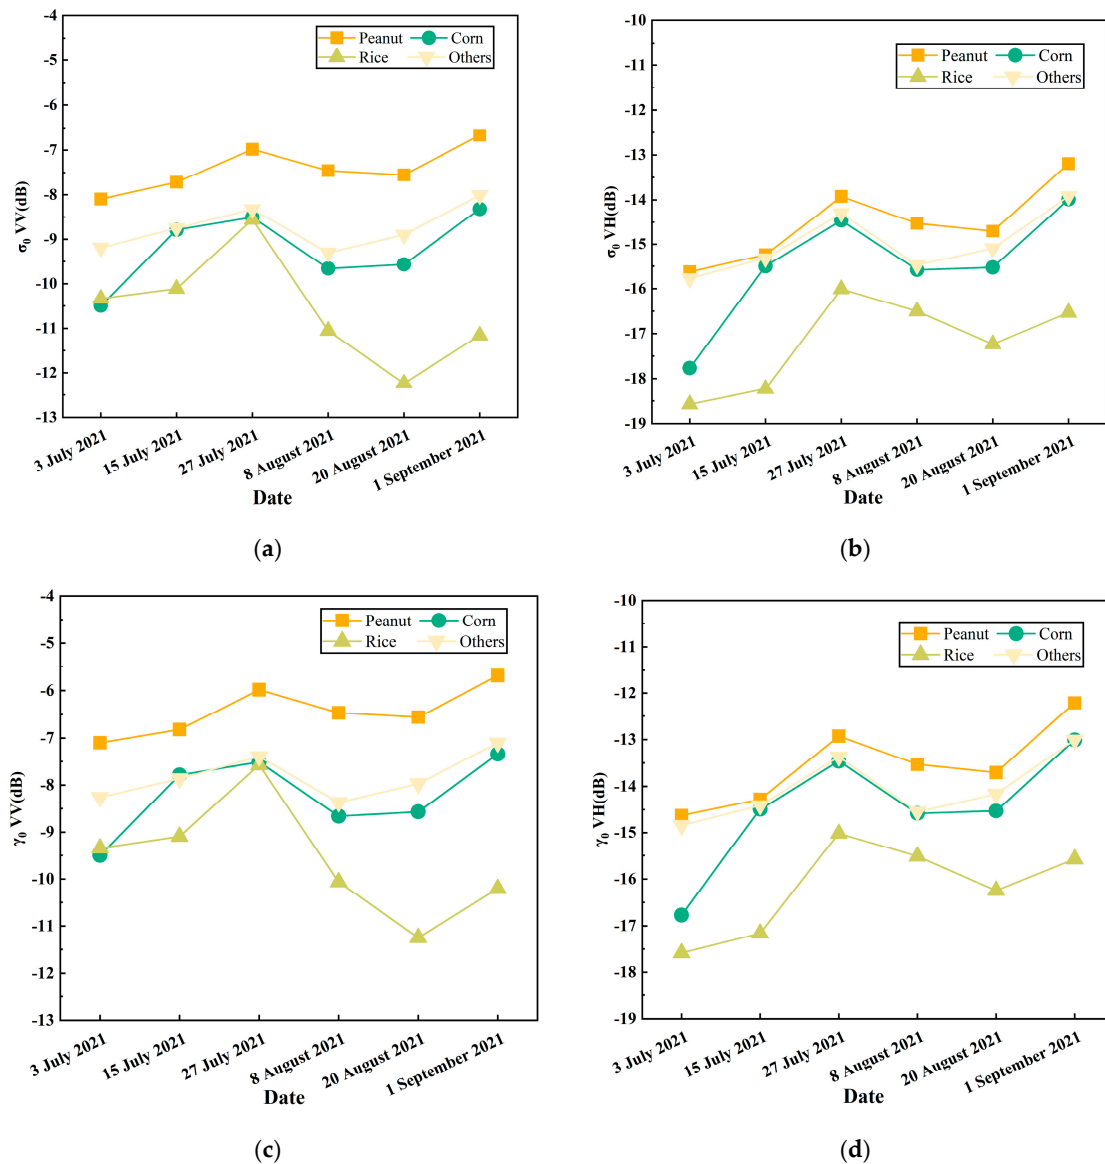 -4
-5
-6
-7
-8
-9
-10
-11
-12
-13
σ0 VV(dB)
Peanut Corn
Rice Others
3 July 2021
15 July 2021
27 July 2021
8 August 2021
20 August 2021
1 September 2021
Date
(a)
-10
-11
-12
-13
-14
-15
-16
-17
-18
-19
σ0 VH(dB)
Peanut Corn
Rice Others
3 July 2021
15 July 2021
27 July 2021
8 August 2021
20 August 2021
1 September 2021
Date
(b)
-4
-5
-6
-7
-8
-9
-10
-11
-12
-13
γ0 VV(dB)
Peanut Corn
Rice Others
3 July 2021
15 July 2021
27 July 2021
8 August 2021
20 August 2021
1 September 2021
Date
(c)
-10
-11
-12
-13
-14
-15
-16
-17
-18
-19
γ0 VH(dB)
Peanut Corn
Rice Others
3 July 2021
15 July 2021
27 July 2021
8 August 2021
20 August 2021
1 September 2021
Date
(d)